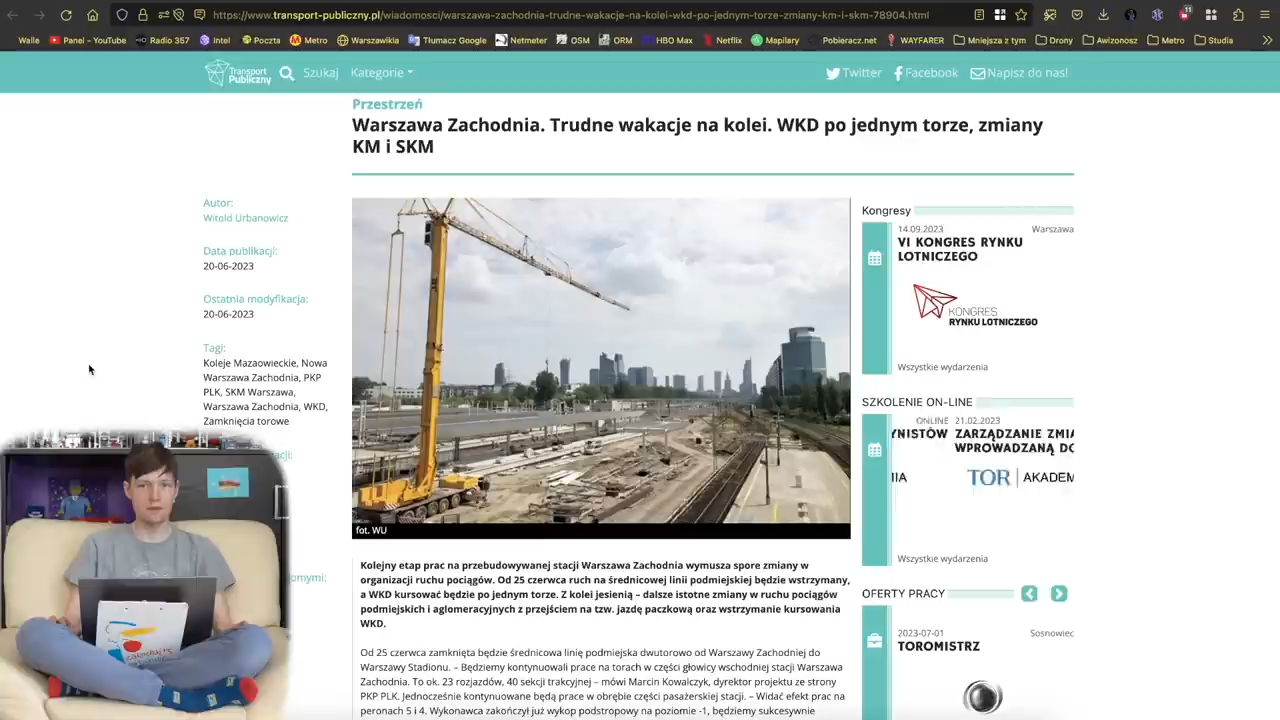 https://www.transport-publiczny.pl/wiadomosci/warszawa-zachodnia-trudne-wakacje-na-kolei-wkd-po-jednym-torze-zmiany-km-i-skm-78904.html
11
Walle Panel - YouTube Radio 357 Intel Poczta Metro Warszawikia Tłumacz Google Netmeter OSM ORM HBO Max Netflix Mapilary Pobieracz.net WAYFARER Mniejsza z tym Drony Awizonosz Metro Studia
Transport Publiczny Szukaj Kategorie Twitter Facebook Napisz do nas!
Przestrzeń
Warszawa Zachodnia. Trudne wakacje na kolei. WKD po jednym torze, zmiany
KM i SKM
Autor:
Witold Urbanowicz
Data publikacji:
20-06-2023
Ostatnia modyfikacja:
20-06-2023
Tagi:
Koleje Mazaowieckie, Nowa
Warszawa Zachodnia, PKP
PLK, SKM Warszawa,
Warszawa Zachodnia, WKD,
Zamknięcia torowe
omymi:
fot. WU
Kolejny etap prac na przebudowywanej stacji Warszawa Zachodnia wymusza spore zmiany w
organizacji ruchu pociągów. Od 25 czerwca ruch na średnicowej linii podmiejskiej będzie wstrzymany,
a WKD kursować będzie po jednym torze. Z kolei jesienią – dalsze istotne zmiany w ruchu pociągów
podmiejskich i aglomeracyjnych z przejściem na tzw. jazdę paczkową oraz wstrzymanie kursowania
WKD.
Od 25 czerwca zamknięta będzie średnicowa linię podmiejska dwutorowo od Warszawy Zachodniej do
Warszawy Stadionu. – Będziemy kontynuowali prace na torach w części głowicy wschodniej stacji Warszawa
Zachodnia. To ok. 23 rozjazdów, 40 sekcji trakcyjnej – mówi Marcin Kowalczyk, dyrektor projektu ze strony
PKP PLK. Jednocześnie kontynuowane będą prace w obrębie części pasażerskiej stacji. – Widać efekt prac na
peronach 5 i 4. Wykonawca zakończył już wykop podstropowy na poziomie -1, będziemy sukcesywnie
Kongresy
14.09.2023 Warszawa
VI KONGRES RYNKU
LOTNICZEGO
KONGRES
RYNKU LOTNICZEGO
Wszystkie wydarzenia
SZKOLENIE ON-LINE
ONLINE 21.02.2023
YNISTÓW ZARZĄDZANIE ZMIA
WPROWADZANĄ DO
IA TOR AKADEM
Wszystkie wydarzenia
OFERTY PRACY
2023-07-01 Sosnowiec
TOROMISTRZ